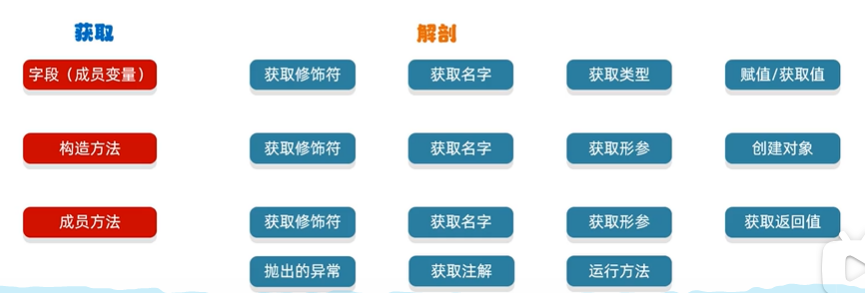 获取 解剖
字段（成员变量） 获取修饰符 获取名字 获取类型 赋值/获取值
构造方法 获取修饰符 获取名字 获取形参 创建对象
成员方法 获取修饰符 获取名字 获取形参 获取返回值
抛出的异常 获取注解 运行方法